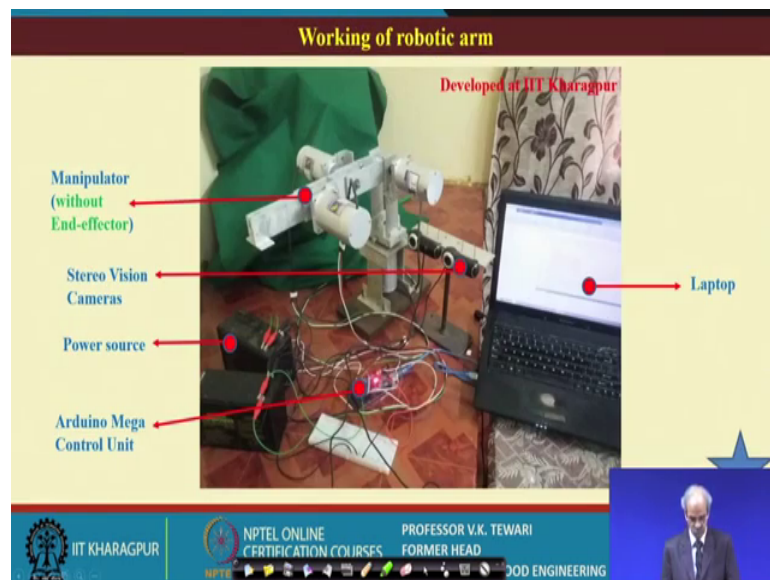 Working of robotic arm
Developed at IIT Kharagpur
Manipulator
(without
End-effector)
Stereo Vision
Cameras
Power source
Arduino Mega
Control Unit
Laptop
IIT KHARAGPUR
NPTEL ONLINE
CERTIFICATION COURSES
PROFESSOR V.K. TEWARI
FORMER HEAD
OOD ENGINEERING